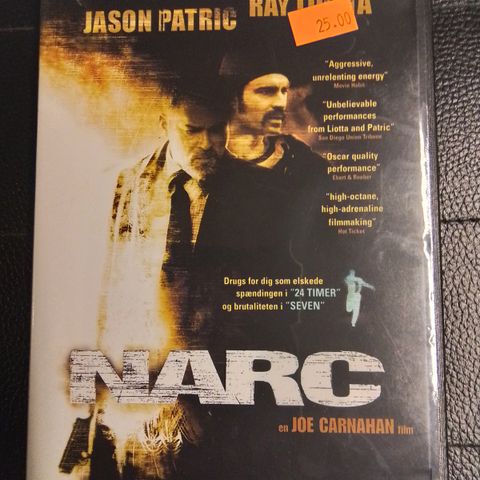 JASON PATRIC RAY
25.00
"Aggressive,
unrelenting energy"
Movie Habit
"Unbelievable
performances
from Liotta and Patric"
San Diego Union Tribune
"Oscar quality
performance"
Ebert & Roeper
"high-octane,
high-adrenaline
filmmaking"
Hot Ticket
Drugs for dig som elskede
spændingen i "24 TIMER"
og brutaliteten i "SEVEN"
NARC
en JOE CARNAHAN film